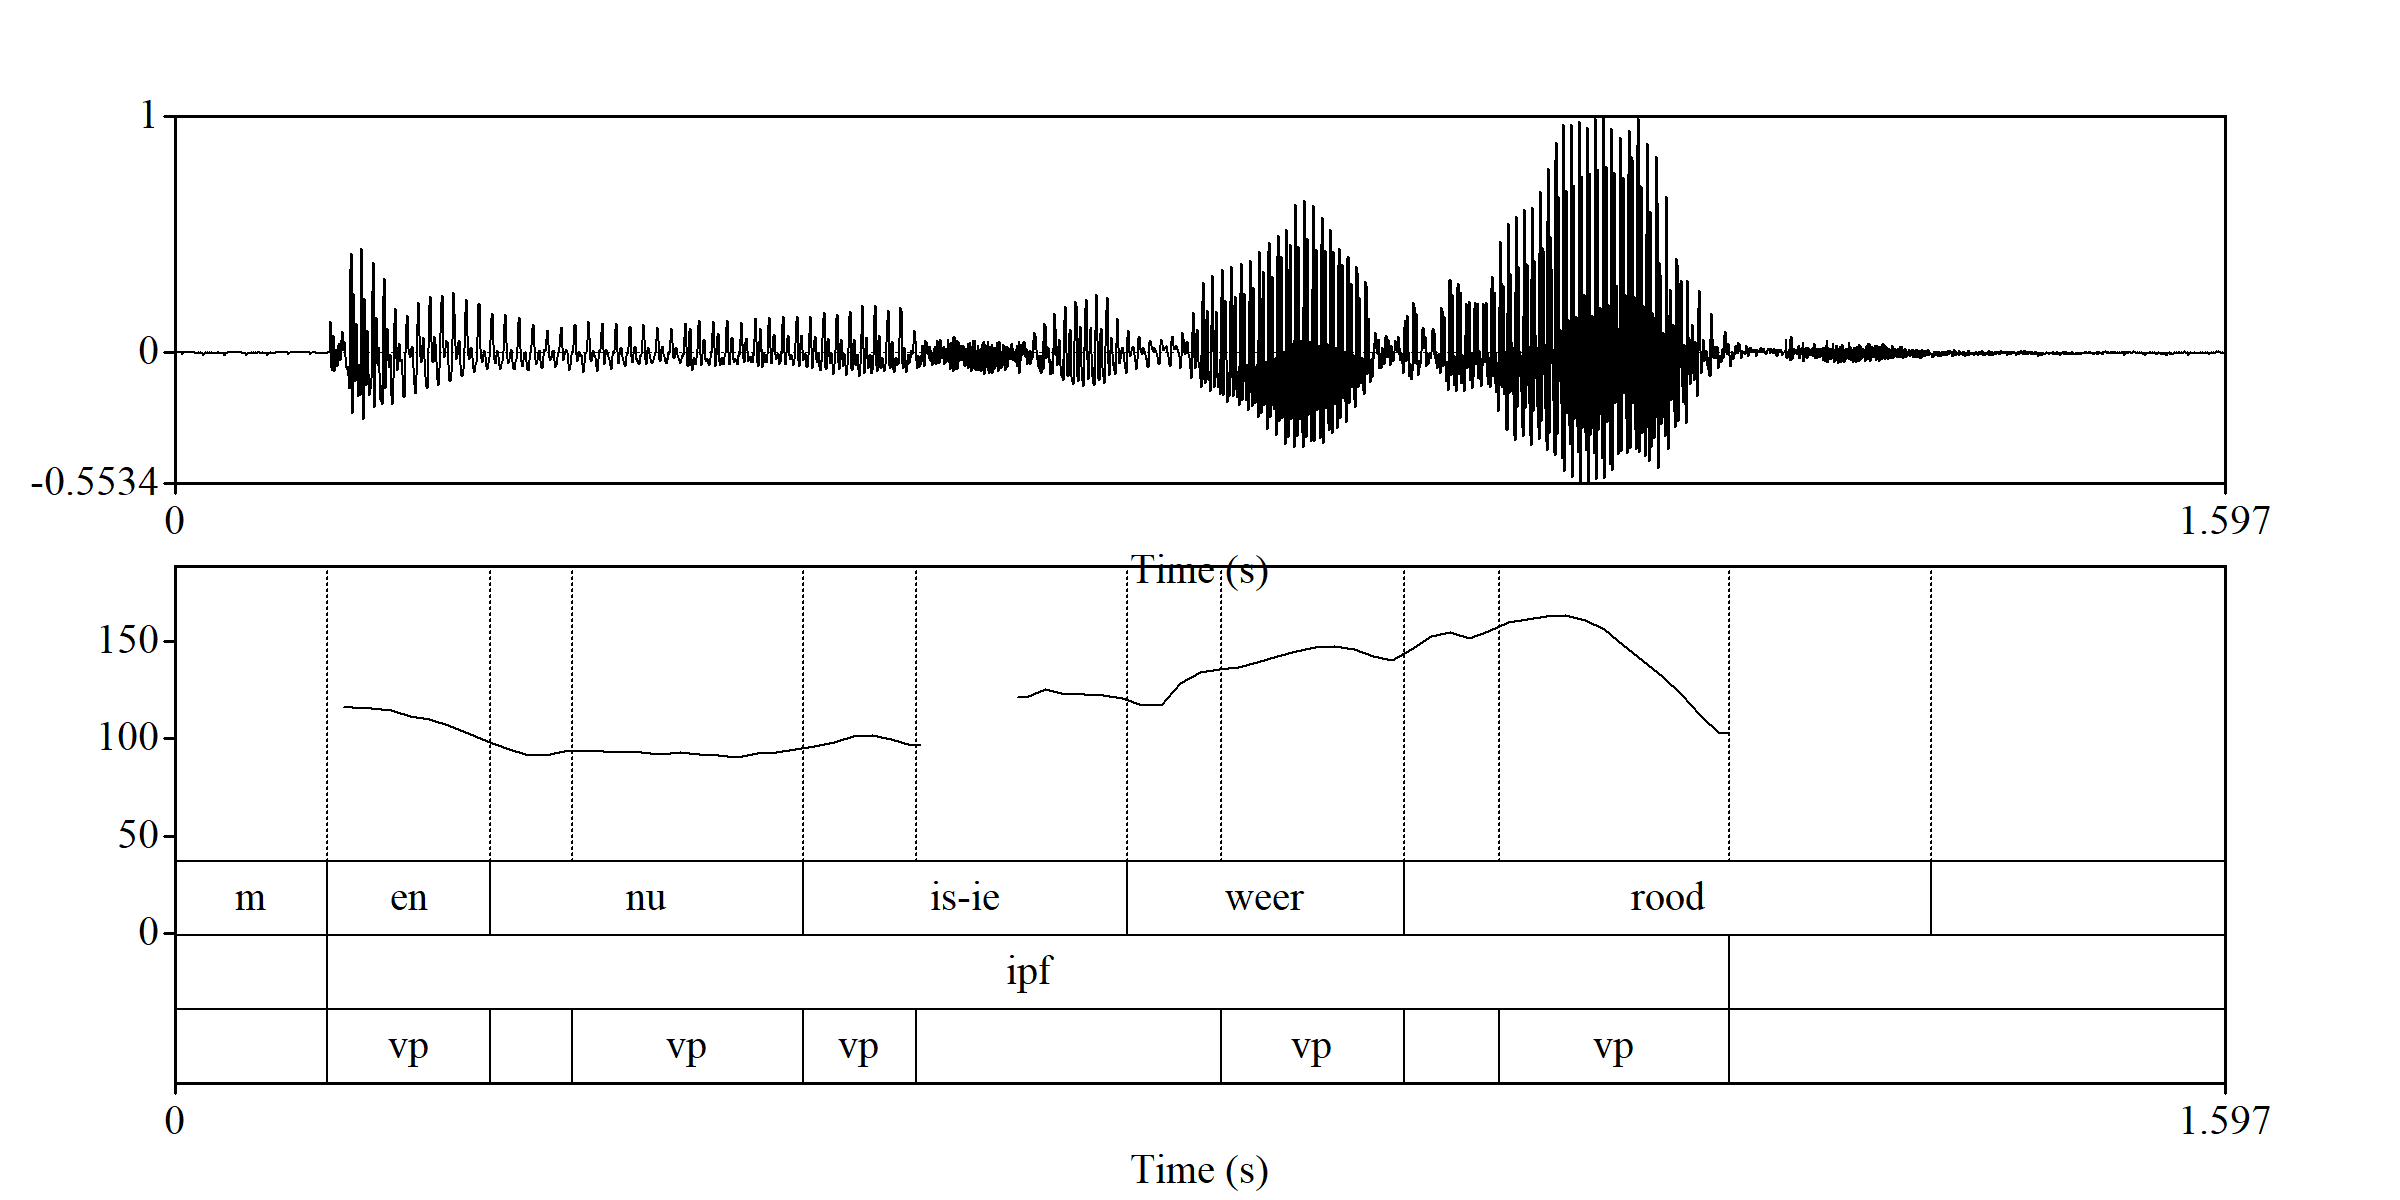 1
0
-0.5534
0 1.597
Time (s)
150
100
50
0
m en nu is-ie weer rood
ipf
vp vp vp vp vp
0 1.597
Time (s)